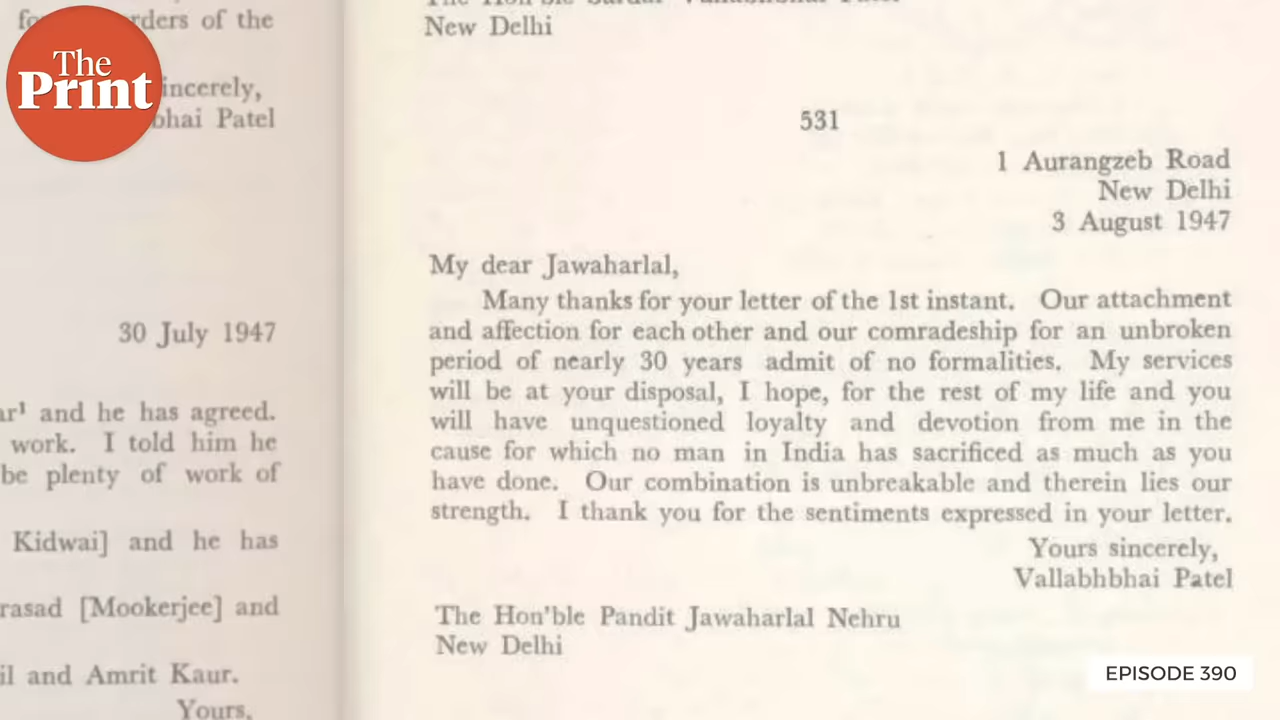 The
Print
rders of the
incerely,
bhai Patel
30 July 1947
ar¹ and he has agreed.
work. I told him he
be plenty of work of
Kidwai] and he has
rasad [Mookerjee] and
il and Amrit Kaur.
Yours,
New Delhi
531
1 Aurangzeb Road
New Delhi
3 August 1947
My dear Jawaharlal,
Many thanks for your letter of the 1st instant. Our attachment
and affection for each other and our comradeship for an unbroken
period of nearly 30 years admit of no formalities. My services
will be at your disposal, I hope, for the rest of my life and you
will have unquestioned loyalty and devotion from me in the
cause for which no man in India has sacrificed as much as you
have done. Our combination is unbreakable and therein lies our
strength. I thank you for the sentiments expressed in your letter.
Yours sincerely,
Vallabhbhai Patel
The Hon'ble Pandit Jawaharlal Nehru
New Delhi
EPISODE 390